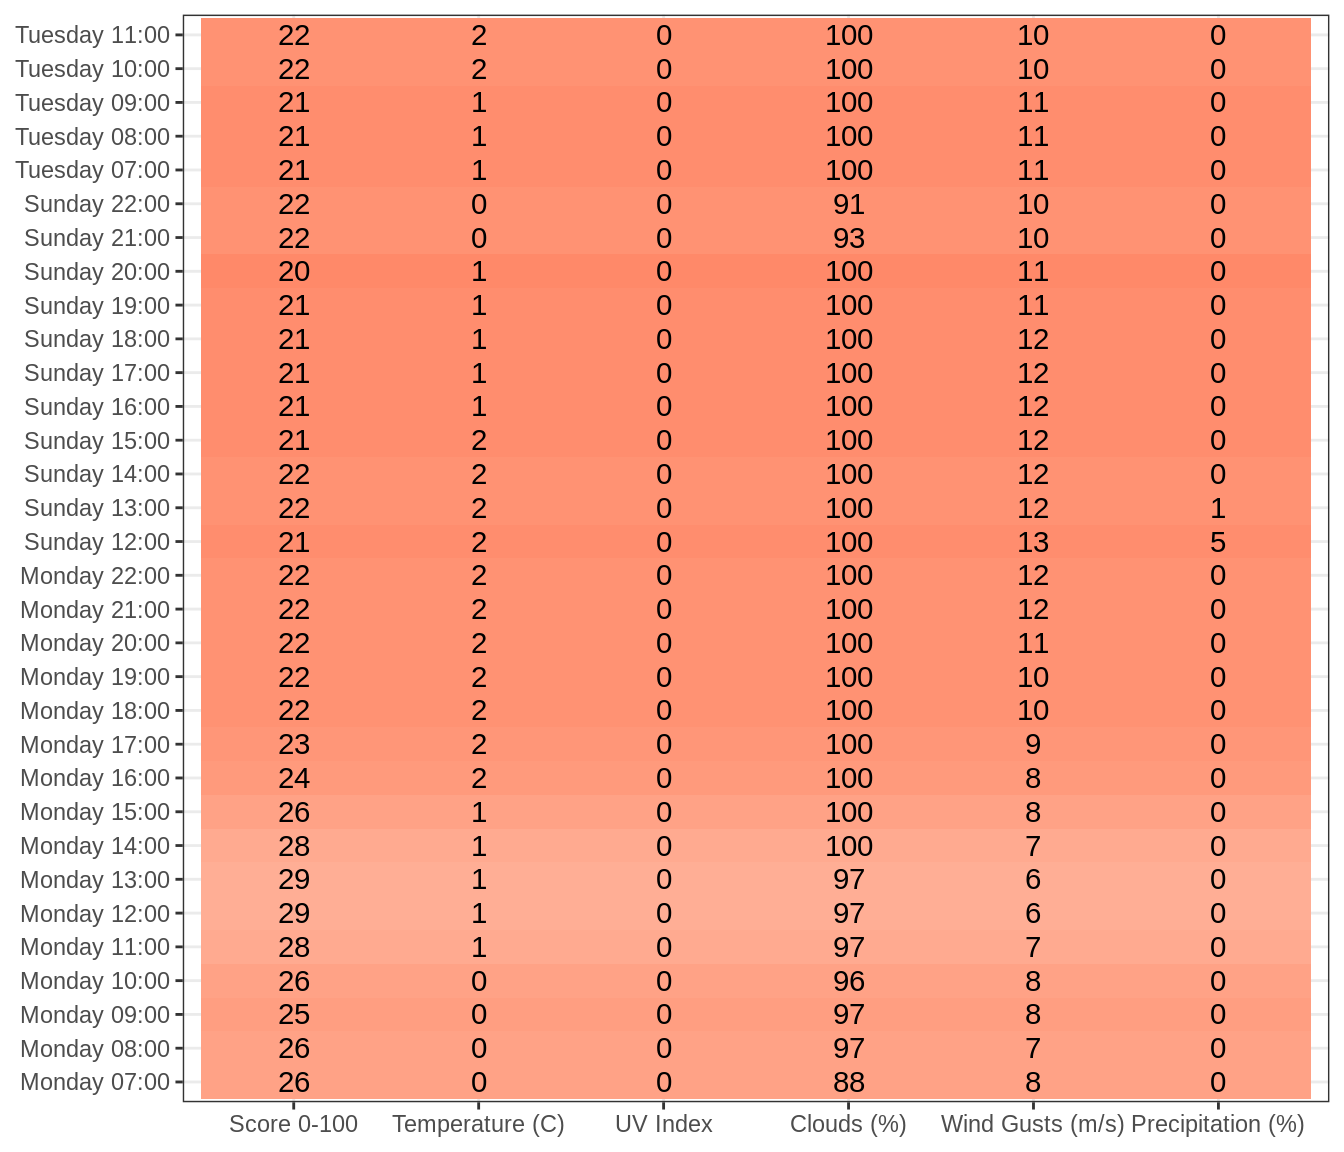 Tuesday 11:00 22 2 0 100 10 0
Tuesday 10:00 22 2 0 100 10 0
Tuesday 09:00 21 1 0 100 11 0
Tuesday 08:00 21 1 0 100 11 0
Tuesday 07:00 21 1 0 100 11 0
Sunday 22:00 22 0 0 91 10 0
Sunday 21:00 22 0 0 93 10 0
Sunday 20:00 20 1 0 100 11 0
Sunday 19:00 21 1 0 100 11 0
Sunday 18:00 21 1 0 100 12 0
Sunday 17:00 21 1 0 100 12 0
Sunday 16:00 21 1 0 100 12 0
Sunday 15:00 21 2 0 100 12 0
Sunday 14:00 22 2 0 100 12 0
Sunday 13:00 22 2 0 100 12 1
Sunday 12:00 21 2 0 100 13 5
Monday 22:00 22 2 0 100 12 0
Monday 21:00 22 2 0 100 12 0
Monday 20:00 22 2 0 100 11 0
Monday 19:00 22 2 0 100 10 0
Monday 18:00 22 2 0 100 10 0
Monday 17:00 23 2 0 100 9 0
Monday 16:00 24 2 0 100 8 0
Monday 15:00 26 1 0 100 8 0
Monday 14:00 28 1 0 100 7 0
Monday 13:00 29 1 0 97 6 0
Monday 12:00 29 1 0 97 6 0
Monday 11:00 28 1 0 97 7 0
Monday 10:00 26 0 0 96 8 0
Monday 09:00 25 0 0 97 8 0
Monday 08:00 26 0 0 97 7 0
Monday 07:00 26 0 0 88 8 0
Score 0-100 Temperature (C) UV Index Clouds (%) Wind Gusts (m/s) Precipitation (%)